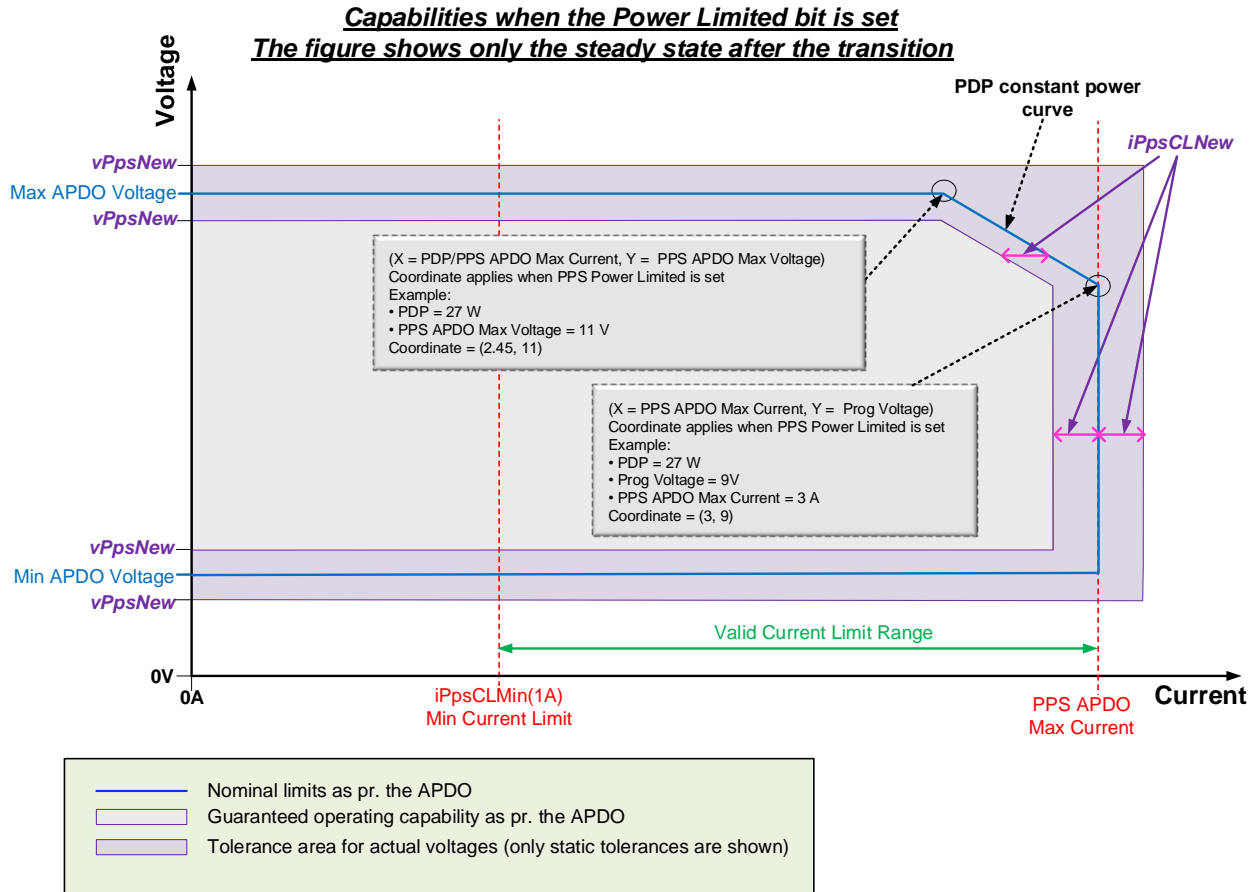 Capabilities when the Power Limited bit is set
The figure shows only the steady state after the transition
Voltage
PDP constant power
curve
iPpsCLNew
vPpsNew
Max APDO Voltage
vPpsNew
(X = PDP/PPS APDO Max Current, Y = PPS APDO Max Voltage)
Coordinate applies when PPS Power Limited is set
Example:
• PDP = 27 W
• PPS APDO Max Voltage = 11 V
Coordinate = (2.45, 11)
(X = PPS APDO Max Current, Y = Prog Voltage)
Coordinate applies when PPS Power Limited is set
Example:
• PDP = 27 W
• Prog Voltage = 9V
• PPS APDO Max Current = 3 A
Coordinate = (3, 9)
vPpsNew
Min APDO Voltage
vPpsNew
Valid Current Limit Range
0V
0A
iPpsCLMin(1A)
Min Current Limit
PPS APDO
Max Current
Current
Nominal limits as pr. the APDO
Guaranteed operating capability as pr. the APDO
Tolerance area for actual voltages (only static tolerances are shown)